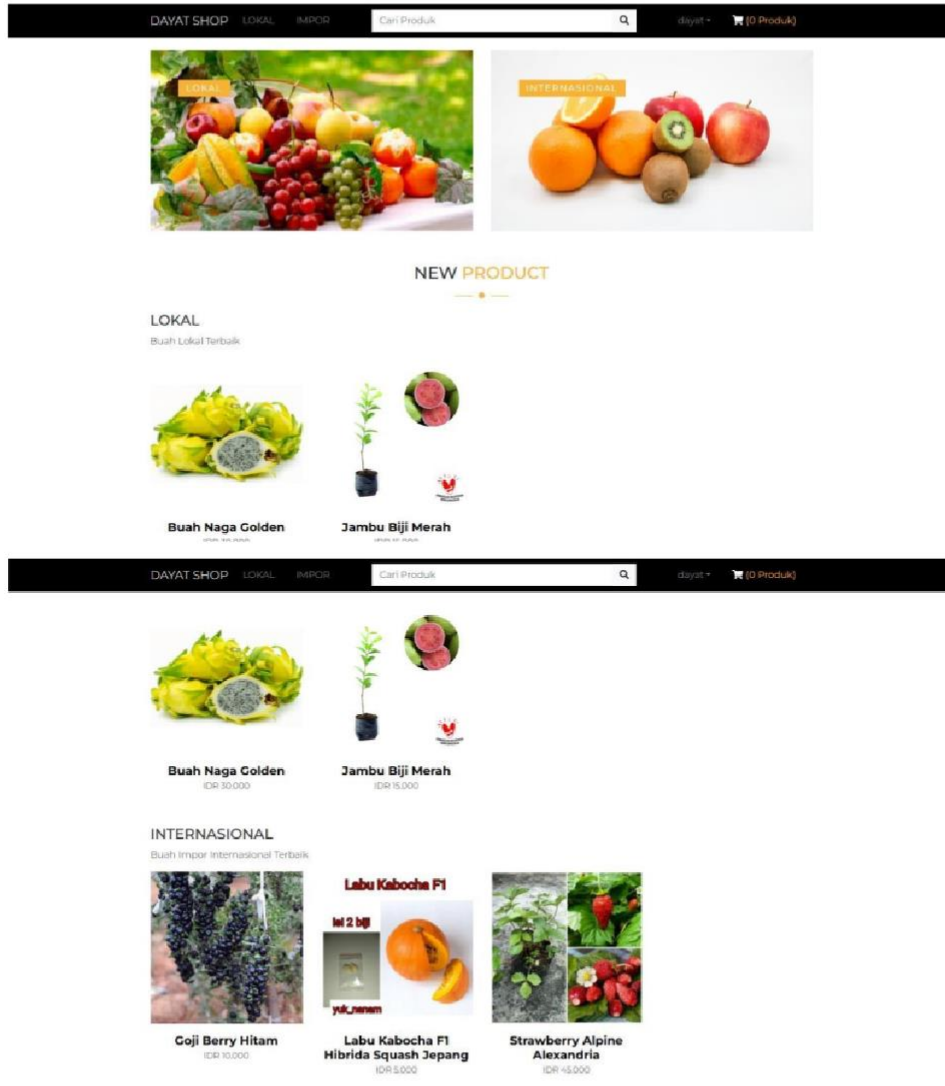 DAYAT SHOP LOKAL IMPOR Cari Produk dayat (0 Produk)
LOKAL
INTERNASIONAL
NEW PRODUCT
LOKAL
Buah Lokal Terbaik
Buah Naga Golden
Jambu Biji Merah
DAYAT SHOP LOKAL IMPOR Cari Produk dayat (0 Produk)
Buah Naga Golden
IDR 30,000
Jambu Biji Merah
IDR 15,000
INTERNASIONAL
Buah Impor Internasional Terbaik
Labu Kabocha F1
isi 2 biji
yuk_nanam
Goji Berry Hitam
IDR 10,000
Labu Kabocha F1
Hibrida Squash Jepang
IDR 5,000
Strawberry Alpine
Alexandria
IDR 45,000